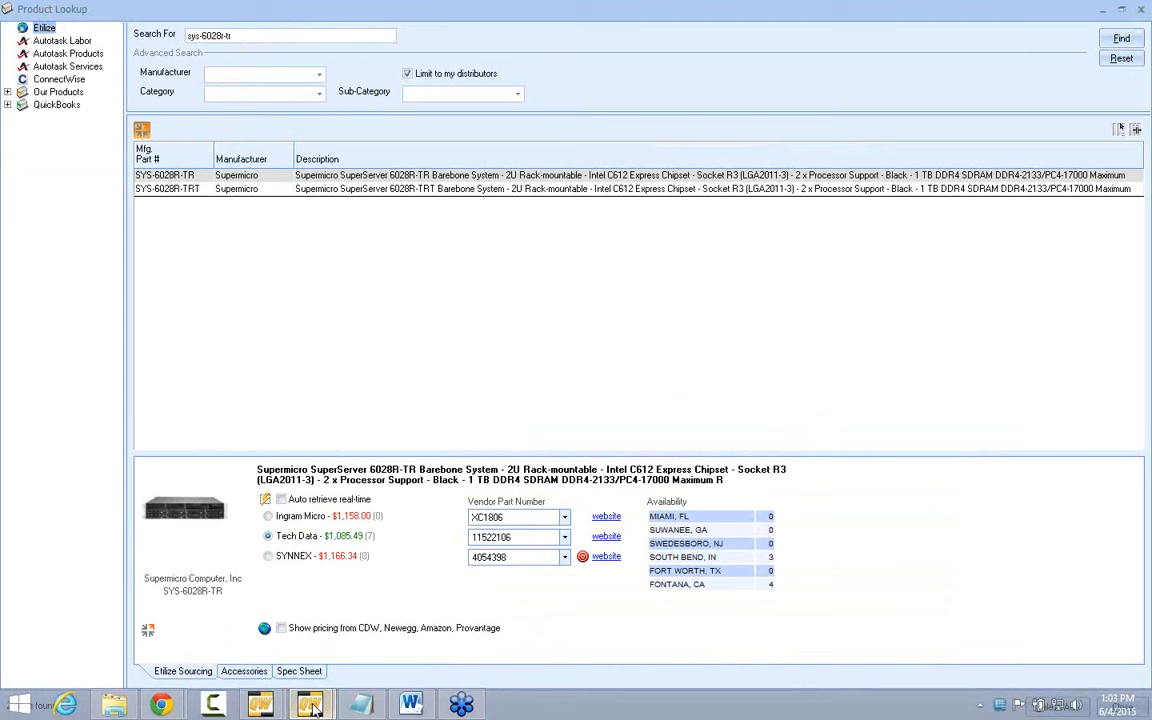 Product Lookup
Etilize
Autotask Labor
Autotask Products
Autotask Services
ConnectWise
Our Products
QuickBooks
Search For sys-6028r-tr Find
Advanced Search Reset
Manufacturer Limit to my distributors
Category Sub-Category
Mfg.
Part # Manufacturer Description
SYS-6028R-TR Supermicro Supermicro SuperServer 6028R-TR Barebone System - 2U Rack-mountable - Intel C612 Express Chipset - Socket R3 (LGA2011-3) - 2 x Processor Support - Black - 1 TB DDR4 SDRAM DDR4-2133/PC4-17000 Maximum
SYS-6028R-TRT Supermicro Supermicro SuperServer 6028R-TRT Barebone System - 2U Rack-mountable - Intel C612 Express Chipset - Socket R3 (LGA2011-3) - 2 x Processor Support - Black - 1 TB DDR4 SDRAM DDR4-2133/PC4-17000 Maximum
Supermicro SuperServer 6028R-TR Barebone System - 2U Rack-mountable - Intel C612 Express Chipset - Socket R3
(LGA2011-3) - 2 x Processor Support - Black - 1 TB DDR4 SDRAM DDR4-2133/PC4-17000 Maximum R
Auto retrieve real-time Vendor Part Number Availability
Ingram Micro - $1,158.00 (0) XC1806 website MIAMI, FL 0
SUWANEE, GA 0
Tech Data - $1,085.49 (7) 11522106 website SWEDESBORO, NJ 0
SYNNEX - $1,166.34 (0) 4054398 website SOUTH BEND, IN 3
FORT WORTH, TX 0
Supermicro Computer, Inc FONTANA, CA 4
SYS-6028R-TR
Show pricing from CDW, Newegg, Amazon, Provantage
Etilize Sourcing Accessories Spec Sheet
QW QW W
1:03 PM
6/4/2015